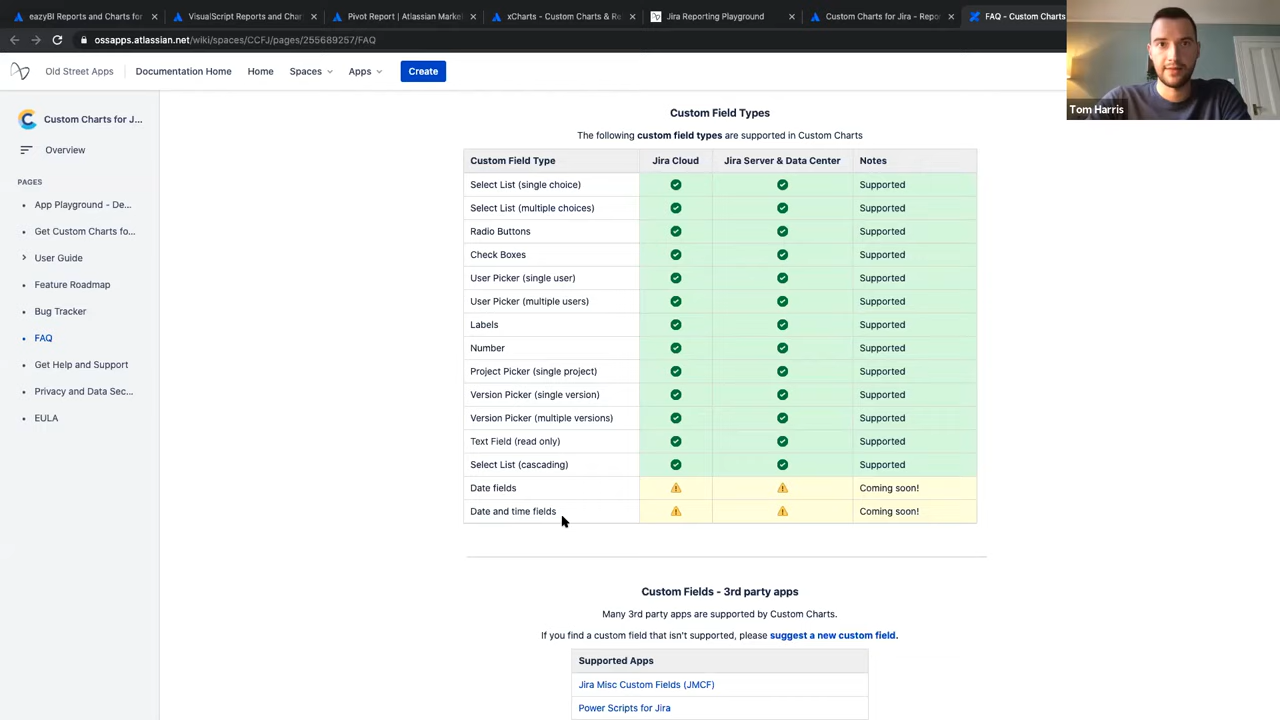 eazyBI Reports and Charts for
VisualScript Reports and Char
Pivot Report | Atlassian Marke
xCharts - Custom Charts & Re
Jira Reporting Playground
Custom Charts for Jira - Repo
FAQ - Custom Charts
ossapps.atlassian.net/wiki/spaces/CCFJ/pages/255689257/FAQ
Old Street Apps
Documentation Home
Home
Spaces
Apps
Create
Tom Harris
Custom Charts for J...
Overview
PAGES
App Playground - De...
Get Custom Charts fo...
User Guide
Feature Roadmap
Bug Tracker
FAQ
Get Help and Support
Privacy and Data Sec...
EULA
Custom Field Types
The following custom field types are supported in Custom Charts
Custom Field Type Jira Cloud Jira Server & Data Center Notes
Select List (single choice) Supported
Select List (multiple choices) Supported
Radio Buttons Supported
Check Boxes Supported
User Picker (single user) Supported
User Picker (multiple users) Supported
Labels Supported
Number Supported
Project Picker (single project) Supported
Version Picker (single version) Supported
Version Picker (multiple versions) Supported
Text Field (read only) Supported
Select List (cascading) Supported
Date fields Coming soon!
Date and time fields Coming soon!
Custom Fields - 3rd party apps
Many 3rd party apps are supported by Custom Charts.
If you find a custom field that isn't supported, please suggest a new custom field.
Supported Apps
Jira Misc Custom Fields (JMCF)
Power Scripts for Jira